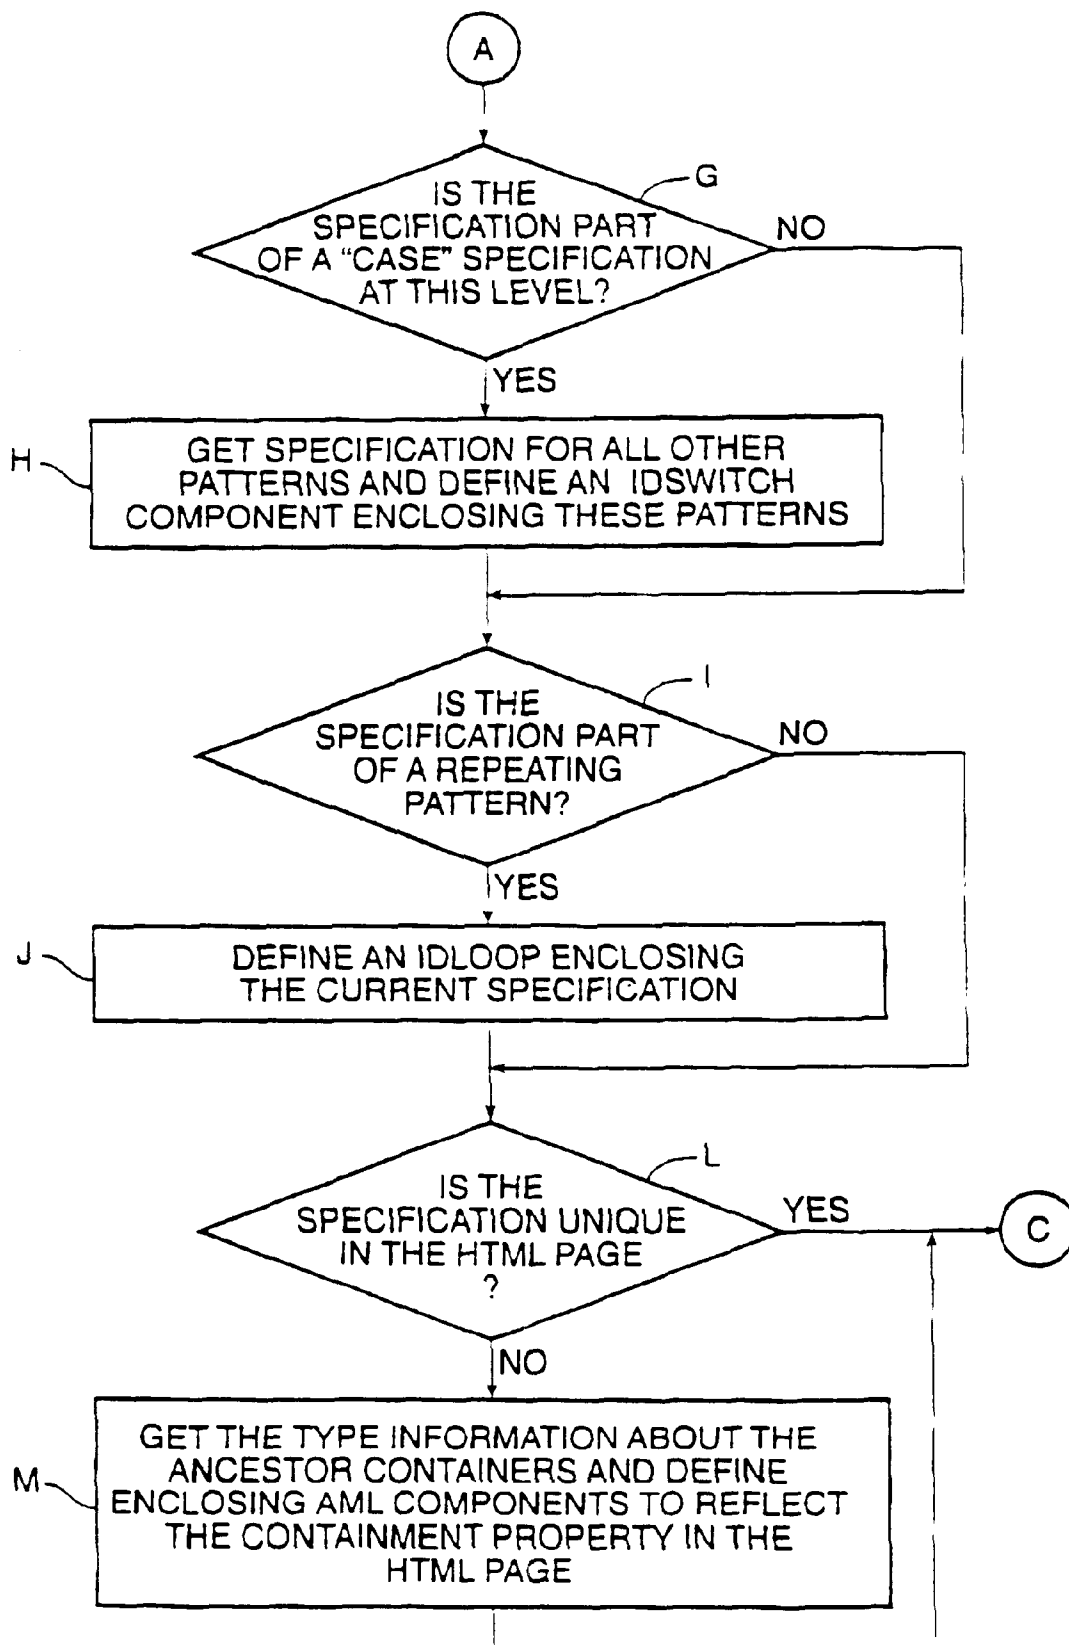 A
G
IS THE
SPECIFICATION PART
OF A "CASE" SPECIFICATION
AT THIS LEVEL?
NO
YES
H
GET SPECIFICATION FOR ALL OTHER
PATTERNS AND DEFINE AN IDSWITCH
COMPONENT ENCLOSING THESE PATTERNS
I
IS THE
SPECIFICATION PART
OF A REPEATING
PATTERN?
NO
YES
J
DEFINE AN IDLOOP ENCLOSING
THE CURRENT SPECIFICATION
L
IS THE
SPECIFICATION UNIQUE
IN THE HTML PAGE
?
YES
C
NO
M
GET THE TYPE INFORMATION ABOUT THE
ANCESTOR CONTAINERS AND DEFINE
ENCLOSING AML COMPONENTS TO REFLECT
THE CONTAINMENT PROPERTY IN THE
HTML PAGE